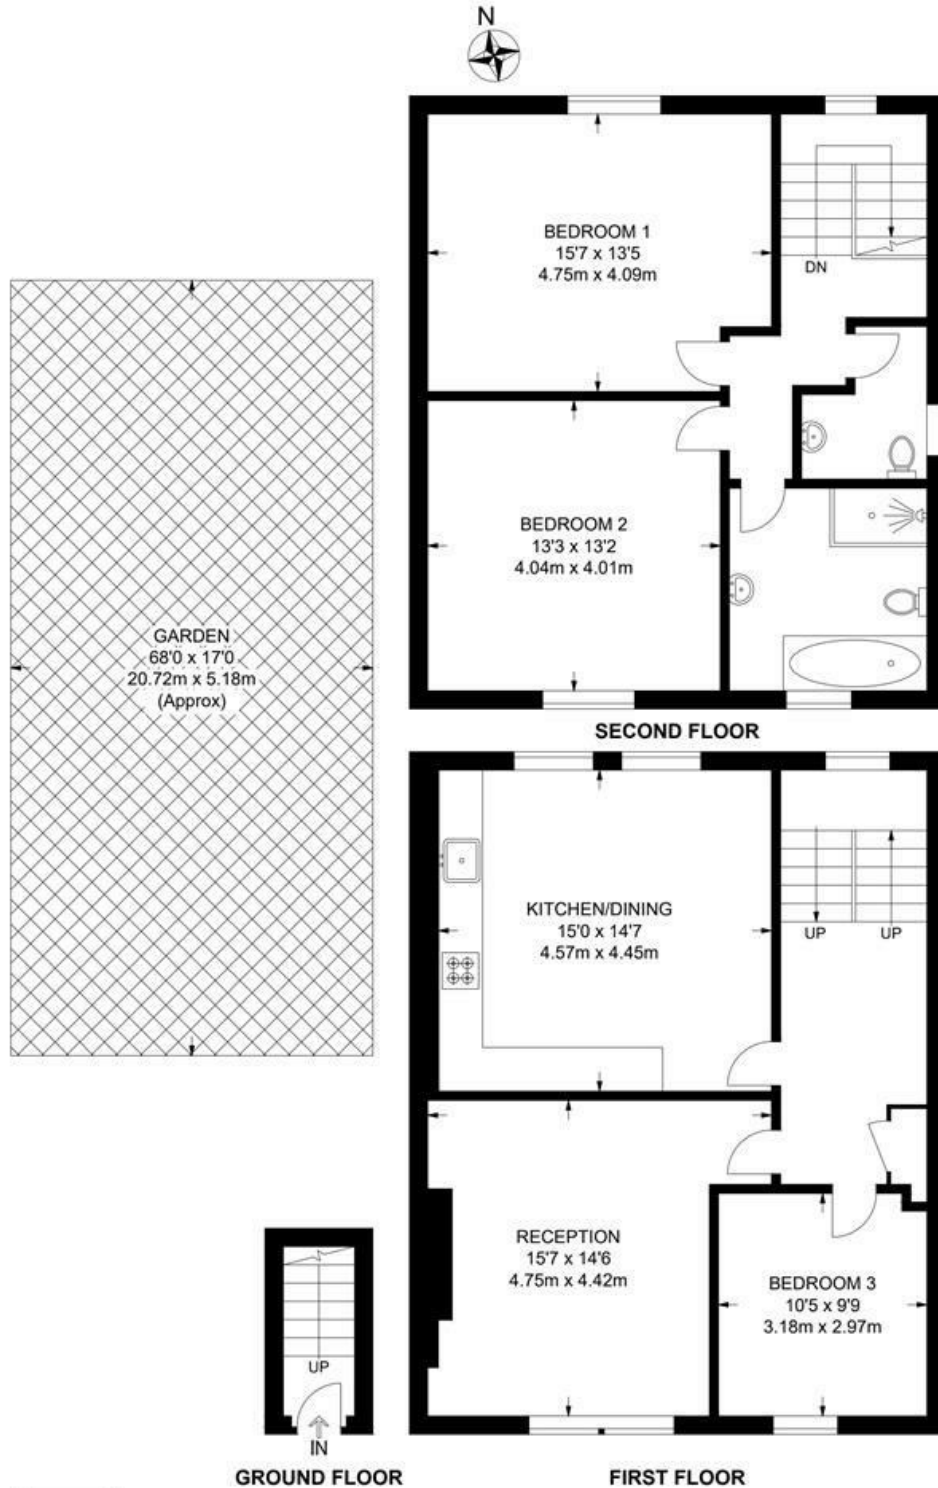 N
BEDROOM 1
15'7 x 13'5
4.75m x 4.09m
DN
BEDROOM 2
13'3 x 13'2
4.04m x 4.01m
GARDEN
68'0 x 17'0
20.72m x 5.18m
(Approx)
SECOND FLOOR
KITCHEN/DINING
15'0 x 14'7
4.57m x 4.45m
UP
UP
RECEPTION
15'7 x 14'6
4.75m x 4.42m
BEDROOM 3
10'5 x 9'9
3.18m x 2.97m
UP
IN
GROUND FLOOR
FIRST FLOOR